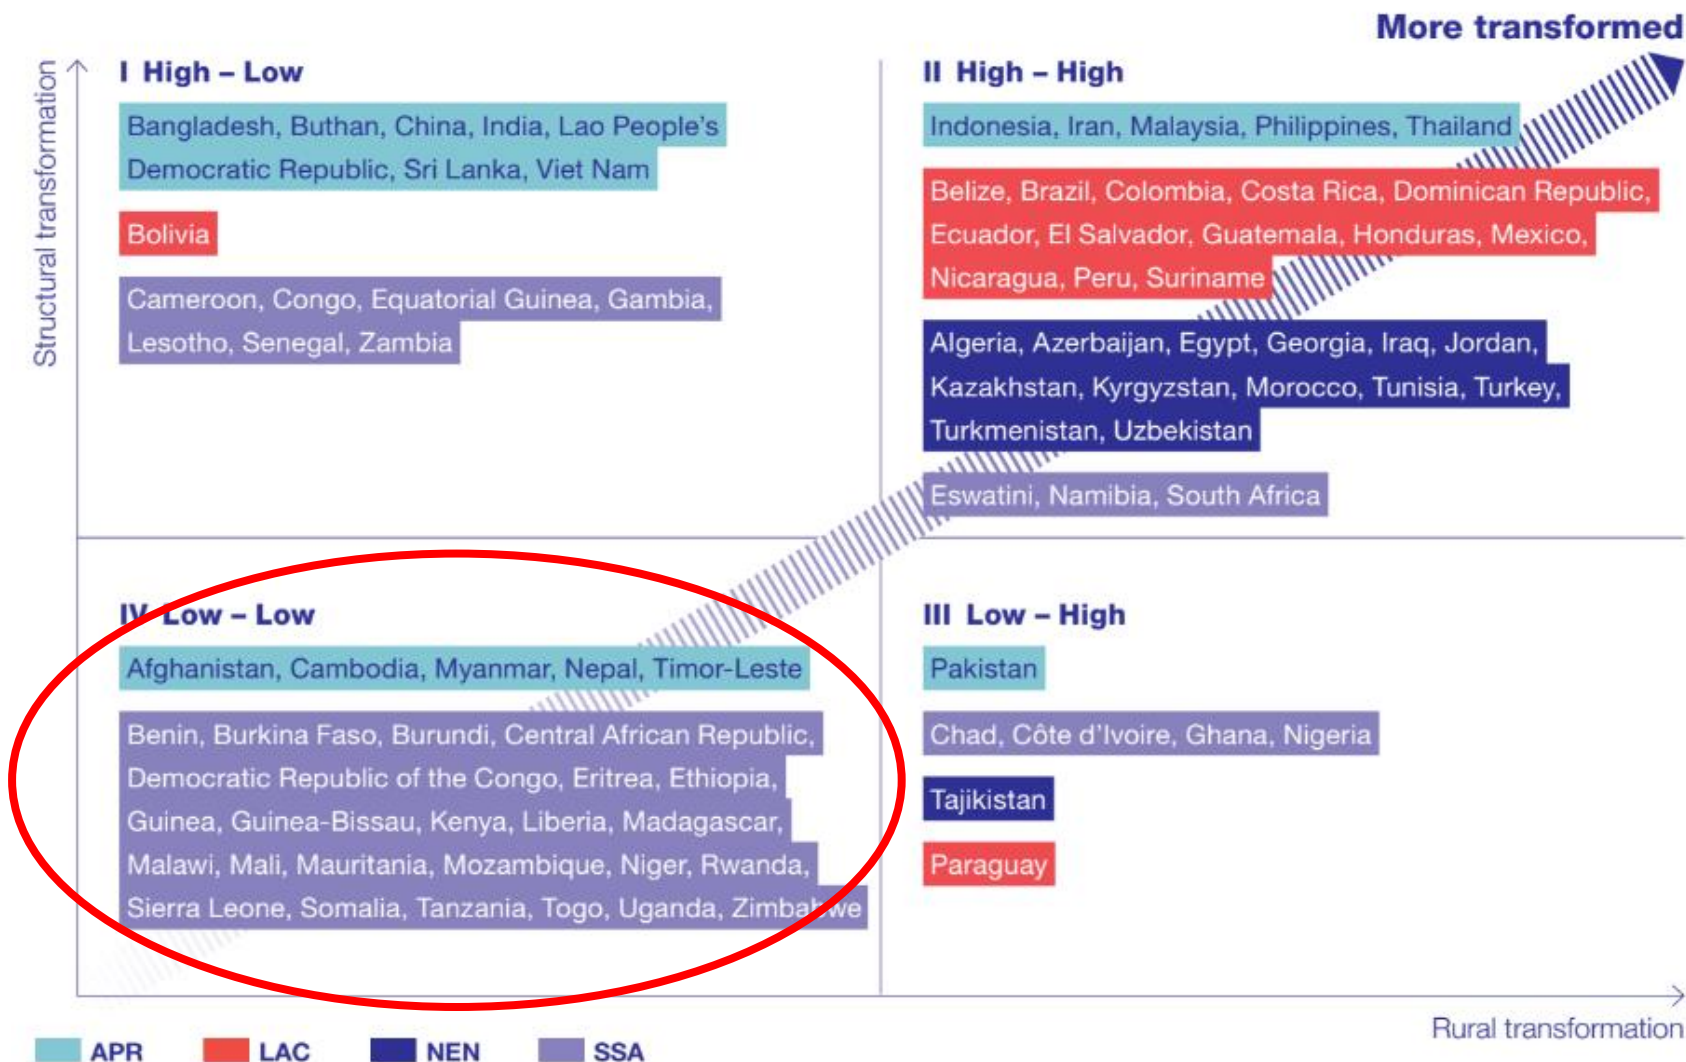 More transformed
Structural transformation
I High – Low
Bangladesh, Buthan, China, India, Lao People's
Democratic Republic, Sri Lanka, Viet Nam
Bolivia
Cameroon, Congo, Equatorial Guinea, Gambia,
Lesotho, Senegal, Zambia
II High – High
Indonesia, Iran, Malaysia, Philippines, Thailand
Belize, Brazil, Colombia, Costa Rica, Dominican Republic,
Ecuador, El Salvador, Guatemala, Honduras, Mexico,
Nicaragua, Peru, Suriname
Algeria, Azerbaijan, Egypt, Georgia, Iraq, Jordan,
Kazakhstan, Kyrgyzstan, Morocco, Tunisia, Turkey,
Turkmenistan, Uzbekistan
Eswatini, Namibia, South Africa
IV Low – Low
Afghanistan, Cambodia, Myanmar, Nepal, Timor-Leste
Benin, Burkina Faso, Burundi, Central African Republic,
Democratic Republic of the Congo, Eritrea, Ethiopia,
Guinea, Guinea-Bissau, Kenya, Liberia, Madagascar,
Malawi, Mali, Mauritania, Mozambique, Niger, Rwanda,
Sierra Leone, Somalia, Tanzania, Togo, Uganda, Zimbabwe
III Low – High
Pakistan
Chad, Côte d'Ivoire, Ghana, Nigeria
Tajikistan
Paraguay
Rural transformation
APR LAC NEN SSA